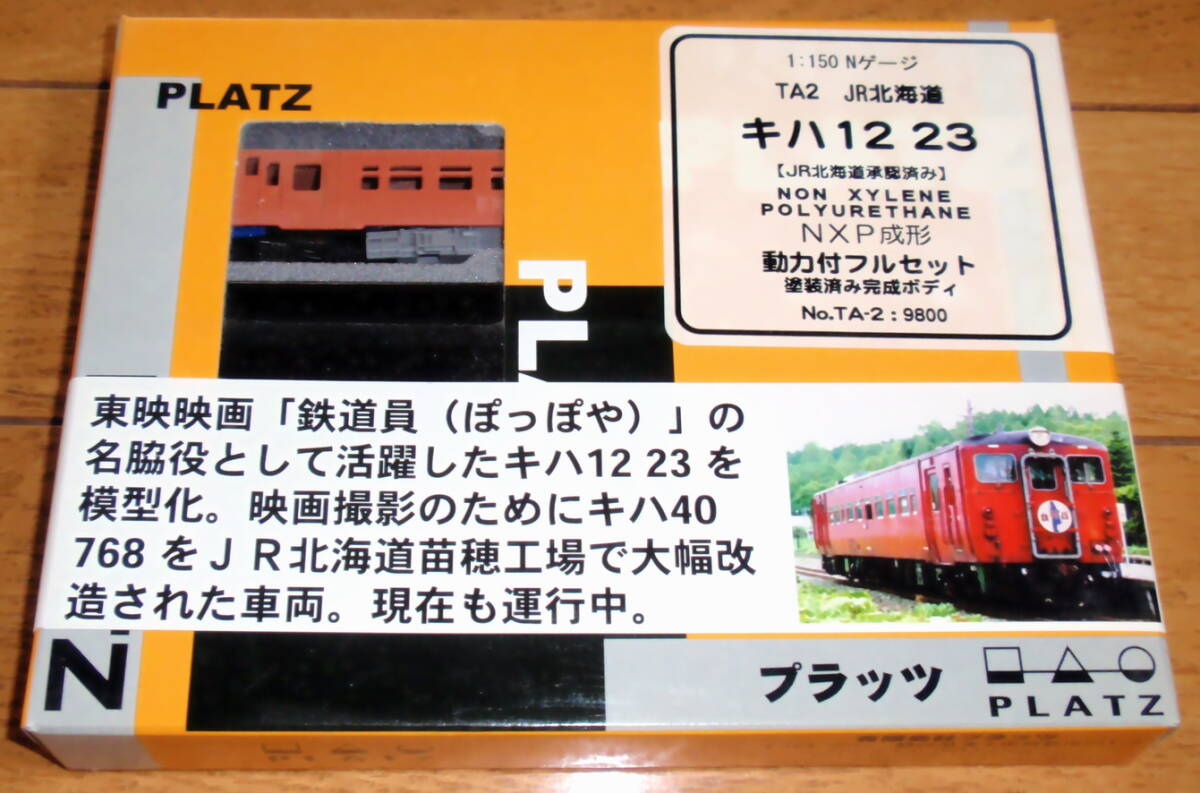 PLATZ
1:150 Nゲージ
TA2 JR北海道
キハ12 23
【JR北海道承認済み】
NON XYLENE
POLYURETHANE
NXP成形
動力付フルセット
塗装済み完成ボディ
No.TA-2：9800
PLA
東映映画「鉄道員（ぽっぽや）」の
名脇役として活躍したキハ12 23 を
模型化。映画撮影のためにキハ40
768 をＪＲ北海道苗穂工場で大幅改
造された車両。現在も運行中。
N
プラッツ
PLATZ